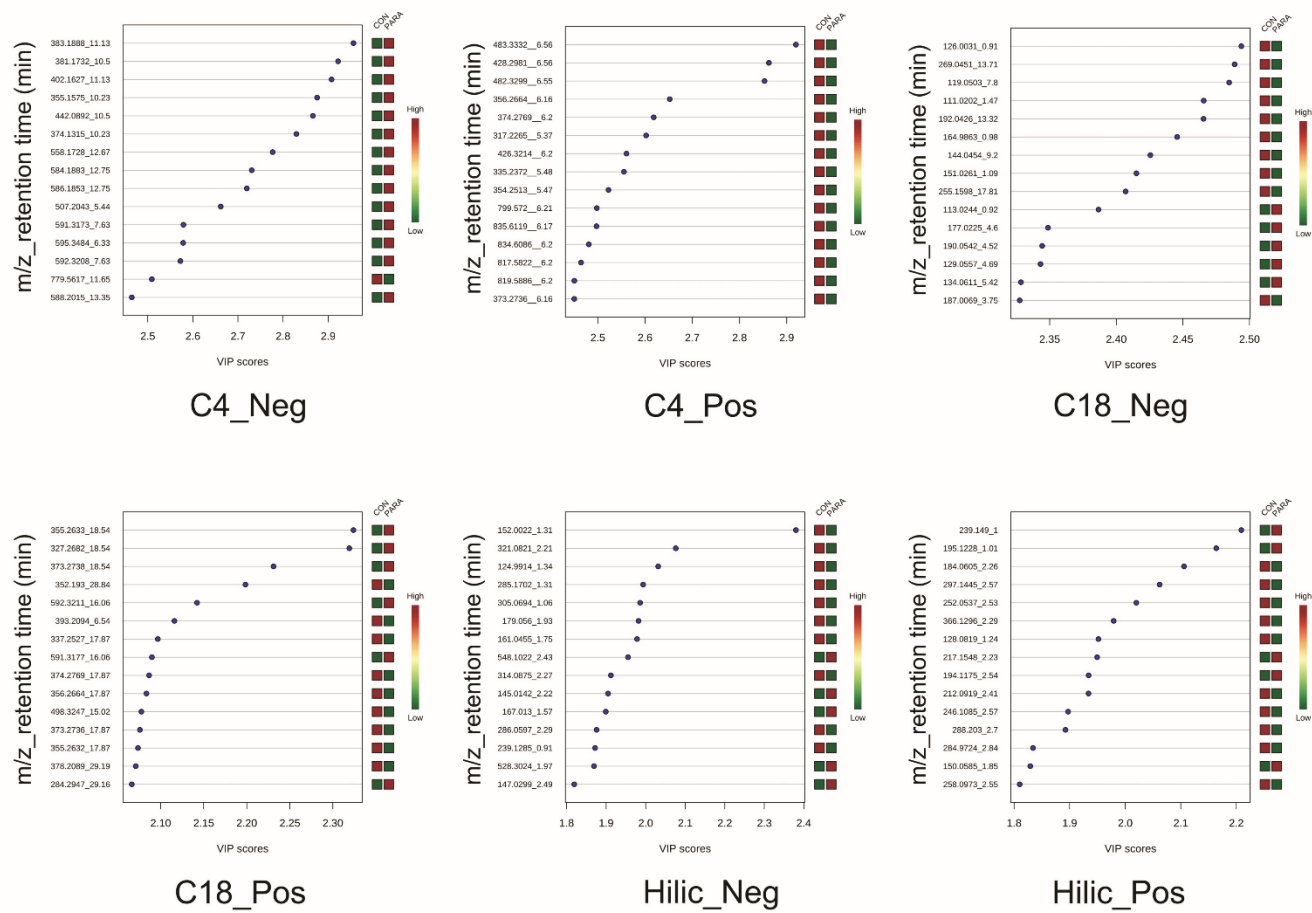 CON PARA
m/z_retention time (min)
383.1888_11.13
381.1732_10.5
402.1627_11.13
355.1575_10.23
442.0892_10.5
374.1315_10.23
558.1728_12.67
584.1883_12.75
586.1853_12.75
507.2043_5.44
591.3173_7.63
595.3484_6.33
592.3208_7.63
779.5617_11.65
588.2015_13.35
High
Low
2.5 2.6 2.7 2.8 2.9
VIP scores
C4_Neg
CON PARA
m/z_retention time (min)
483.3332__6.56
428.2981__6.56
482.3299__6.55
356.2664__6.16
374.2769__6.2
317.2265__5.37
426.3214__6.2
335.2372__5.48
354.2513__5.47
799.572__6.21
835.6119__6.17
834.6086__6.2
817.5822__6.2
819.5886__6.2
373.2736__6.16
High
Low
2.5 2.6 2.7 2.8 2.9
VIP scores
C4_Pos
CON PARA
m/z_retention time (min)
126.0031_0.91
269.0451_13.71
119.0503_7.8
111.0202_1.47
192.0426_13.32
164.9863_0.98
144.0454_9.2
151.0261_1.09
255.1598_17.81
113.0244_0.92
177.0225_4.6
190.0542_4.52
129.0557_4.69
134.0611_5.42
187.0069_3.75
High
Low
2.35 2.40 2.45 2.50
VIP scores
C18_Neg
CON PARA
m/z_retention time (min)
355.2633_18.54
327.2682_18.54
373.2738_18.54
352.193_28.84
592.3211_16.06
393.2094_6.54
337.2527_17.87
591.3177_16.06
374.2769_17.87
356.2664_17.87
498.3247_15.02
373.2736_17.87
355.2632_17.87
378.2089_29.19
284.2947_29.16
High
Low
2.10 2.15 2.20 2.25 2.30
VIP scores
C18_Pos
CON PARA
m/z_retention time (min)
152.0022_1.31
321.0821_2.21
124.9914_1.34
285.1702_1.31
305.0694_1.06
179.056_1.93
161.0455_1.75
548.1022_2.43
314.0875_2.27
145.0142_2.22
167.013_1.57
286.0597_2.29
239.1285_0.91
528.3024_1.97
147.0299_2.49
High
Low
1.8 1.9 2.0 2.1 2.2 2.3 2.4
VIP scores
Hilic_Neg
CON PARA
m/z_retention time (min)
239.149_1
195.1228_1.01
184.0605_2.26
297.1445_2.57
252.0537_2.53
366.1296_2.29
128.0819_1.24
217.1548_2.23
194.1175_2.54
212.0919_2.41
246.1085_2.57
288.203_2.7
284.9724_2.84
150.0585_1.85
258.0973_2.55
High
Low
1.8 1.9 2.0 2.1 2.2
VIP scores
Hilic_Pos